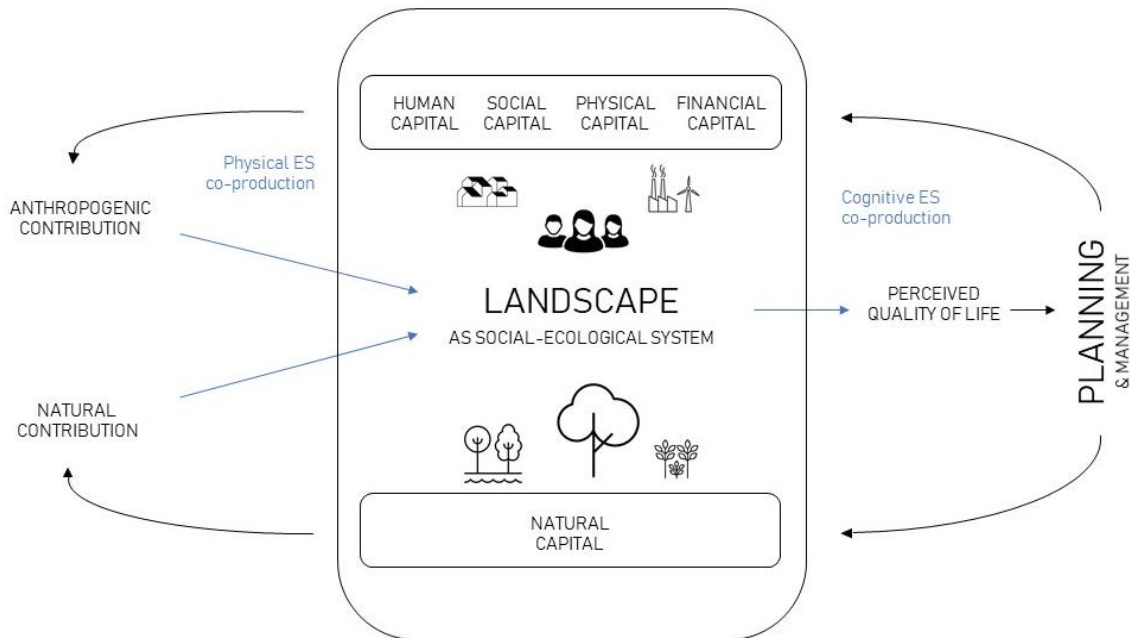 HUMAN CAPITAL
SOCIAL CAPITAL
PHYSICAL CAPITAL
FINANCIAL CAPITAL
Physical ES
co-production
ANTHROPOGENIC
CONTRIBUTION
Cognitive ES
co-production
LANDSCAPE
AS SOCIAL-ECOLOGICAL SYSTEM
PERCEIVED
QUALITY OF LIFE
PLANNING
& MANAGEMENT
NATURAL
CONTRIBUTION
NATURAL
CAPITAL